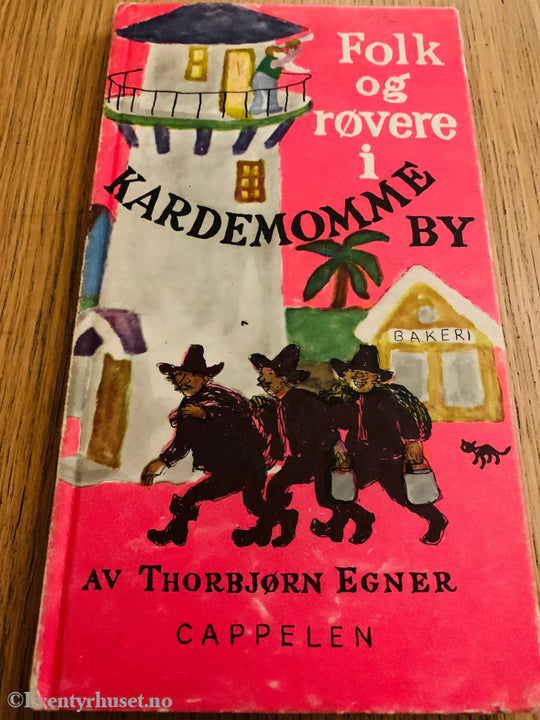 Folk
og
røvere
i
KARDEMOMME
BY
BAKERI
AV THORBJØRN EGNER
CAPPELEN
©Eventyrhuset.no